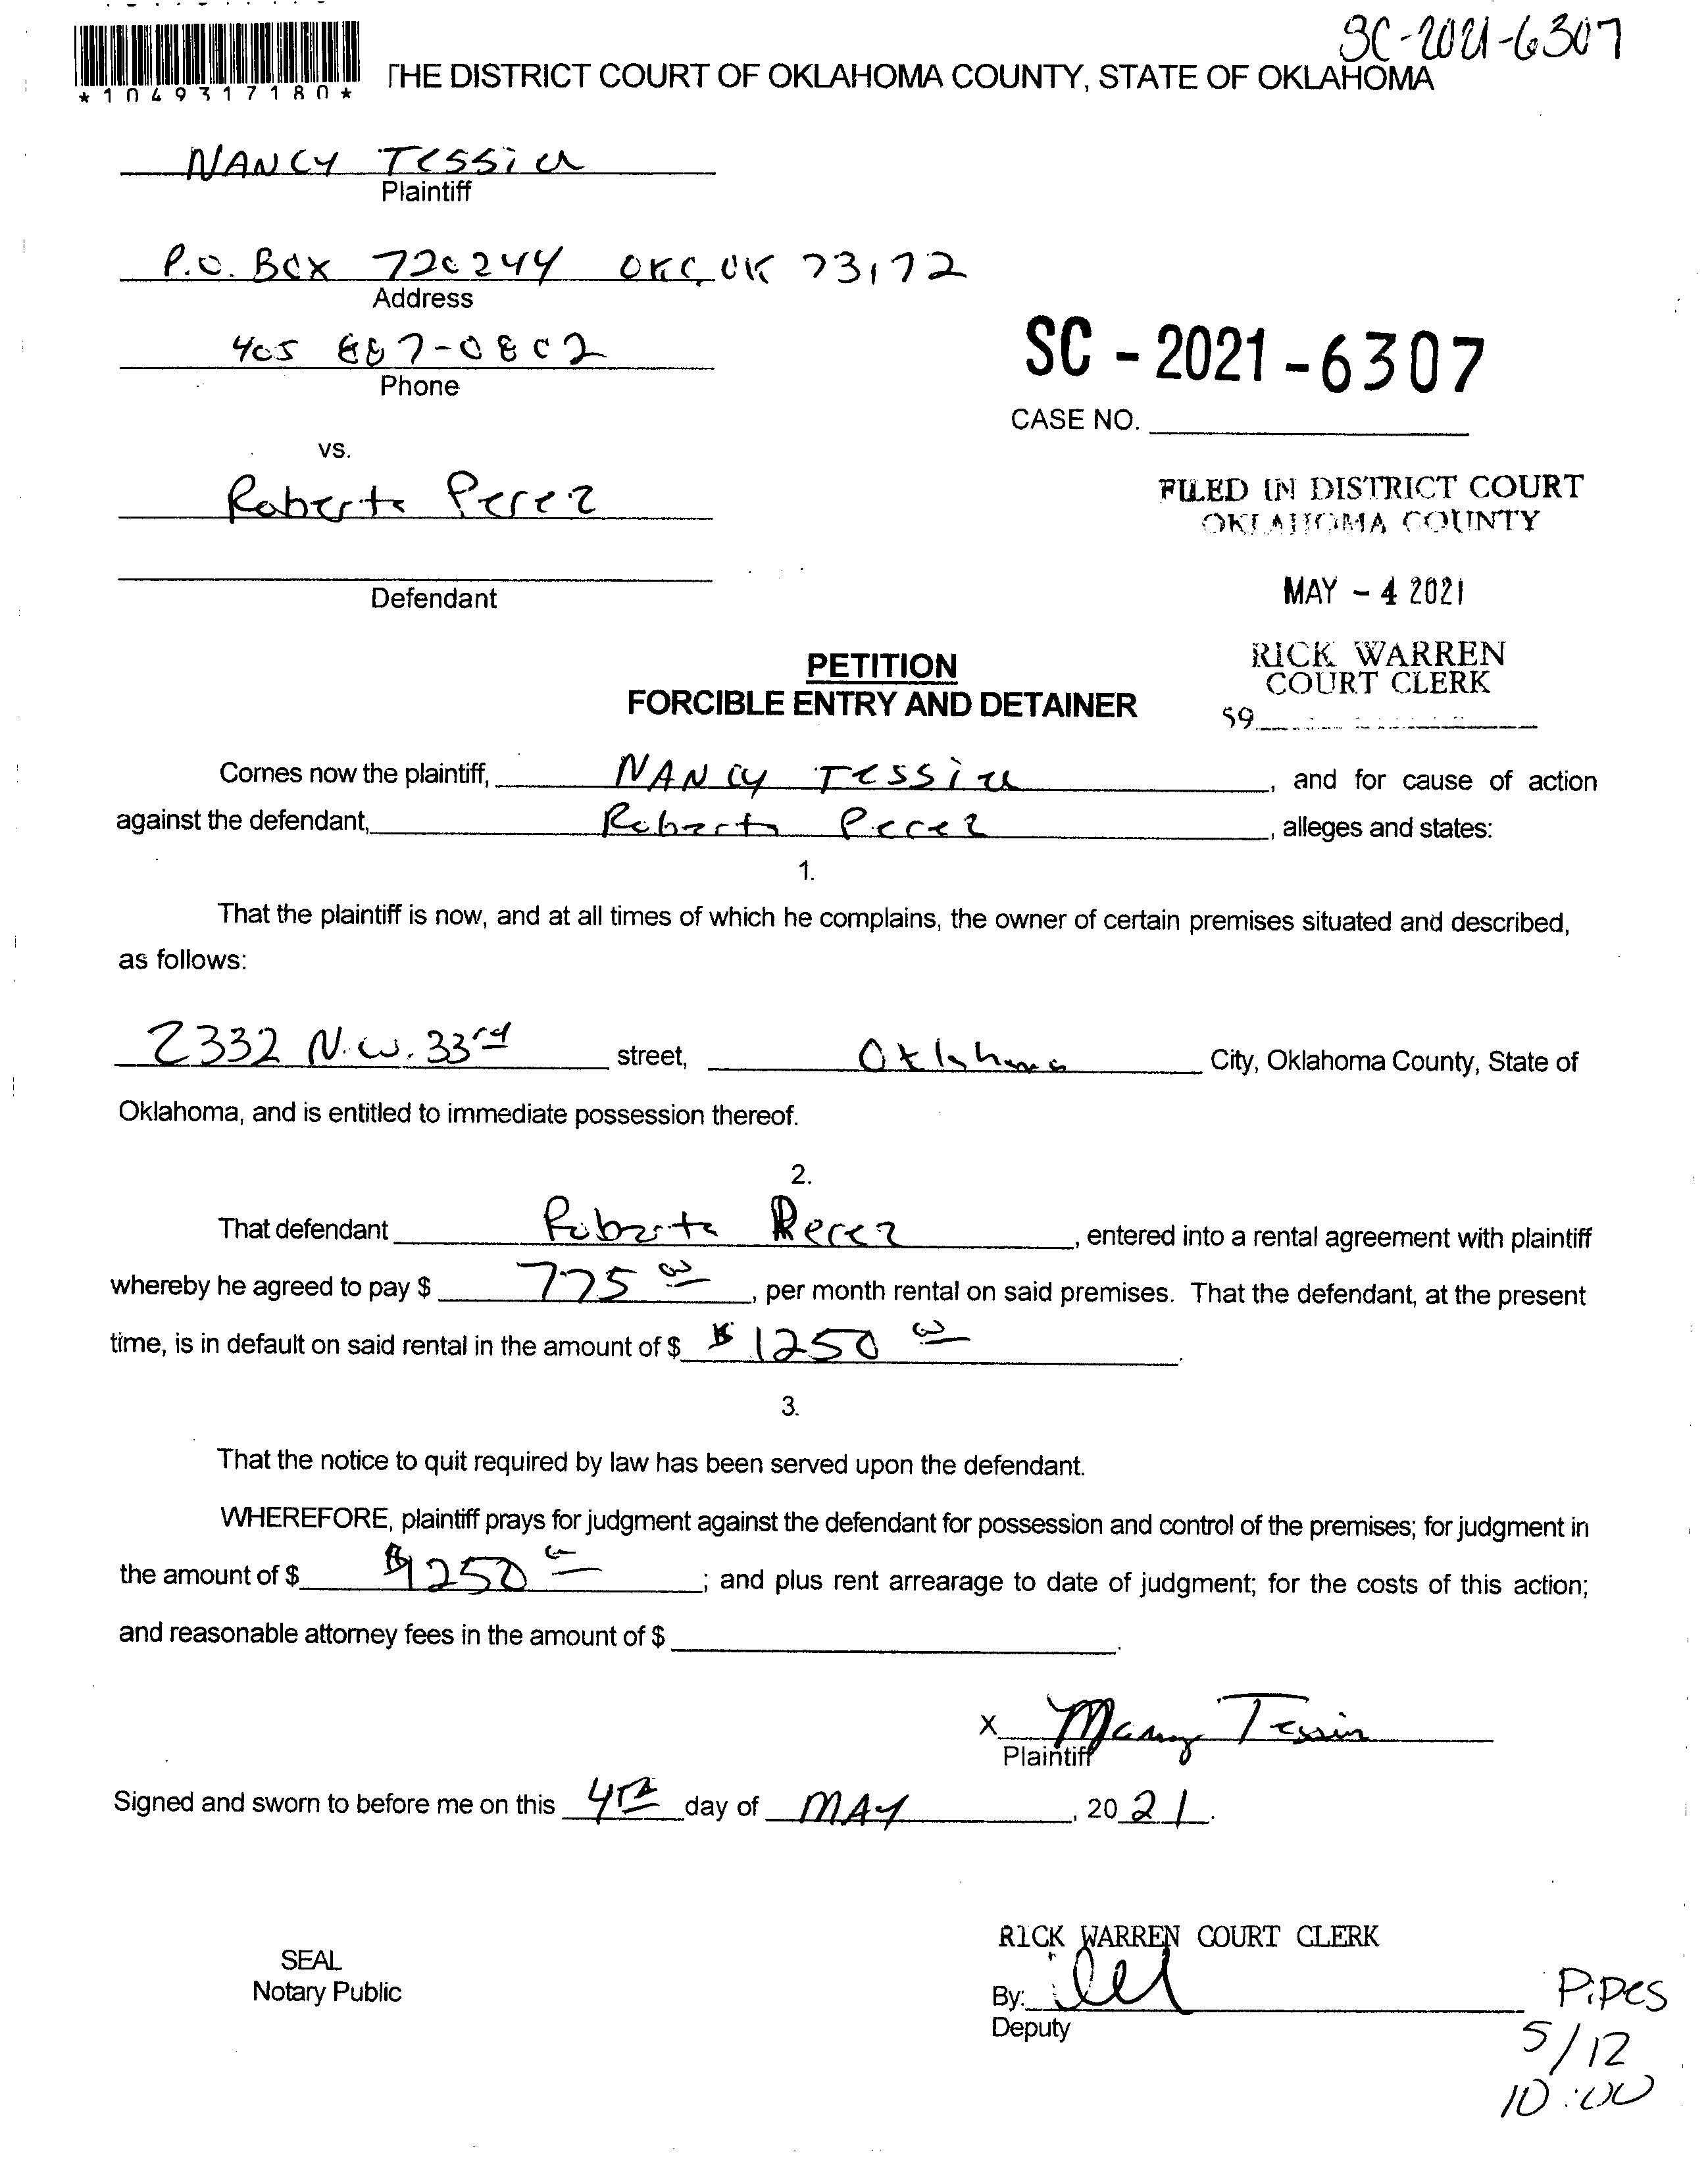 SC-2021-6307
*1049317180*
THE DISTRICT COURT OF OKLAHOMA COUNTY, STATE OF OKLAHOMA
NANCY Tessier
Plaintiff
P.O. Box 720244 OKC, OK 73172
Address
405 887-0802
Phone
SC - 2021 - 6307
CASE NO.
vs.
Roberto Perez
FILED IN DISTRICT COURT
OKLAHOMA COUNTY
Defendant
MAY - 4 2021
RICK WARREN
COURT CLERK
59
PETITION
FORCIBLE ENTRY AND DETAINER
Comes now the plaintiff, NANCY Tessier, and for cause of action
against the defendant, Roberto Perez, alleges and states:
1.
That the plaintiff is now, and at all times of which he complains, the owner of certain premises situated and described,
as follows:
2332 N.W. 33rd street, Oklahoma City, Oklahoma County, State of
Oklahoma, and is entitled to immediate possession thereof.
2.
That defendant Roberto Perez, entered into a rental agreement with plaintiff
whereby he agreed to pay $ 775 00, per month rental on said premises. That the defendant, at the present
time, is in default on said rental in the amount of $ $ 1250 00.
3.
That the notice to quit required by law has been served upon the defendant.
WHEREFORE, plaintiff prays for judgment against the defendant for possession and control of the premises; for judgment in
the amount of $ $1250 00; and plus rent arrearage to date of judgment; for the costs of this action;
and reasonable attorney fees in the amount of $ .
X Nancy Tessier
Plaintiff
Signed and sworn to before me on this 4th day of MAY, 2021.
RICK WARREN COURT CLERK
SEAL
Notary Public
By:
Deputy
Pipes
5/12
10:00